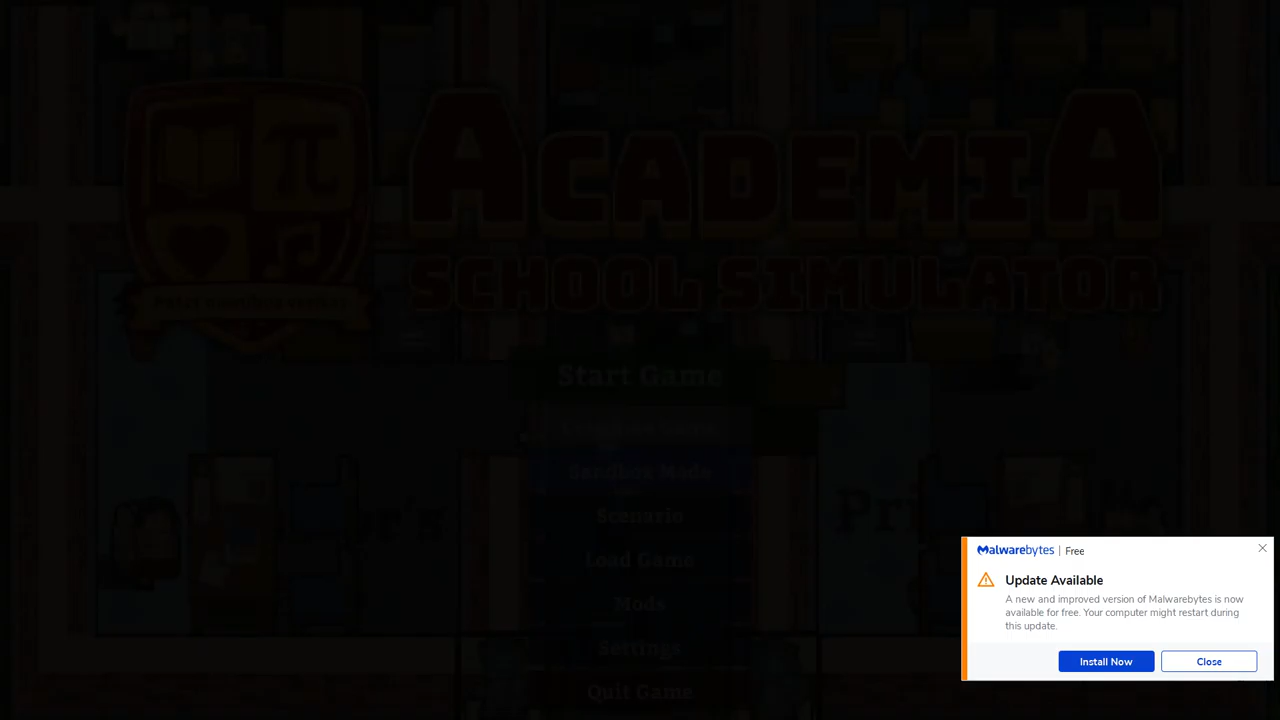 ACADEMIA
SCHOOL SIMULATOR
Start Game
Sandbox Mode
Scenario
Load Game
Mods
Settings
Quit Game
Malwarebytes | Free
Update Available
A new and improved version of Malwarebytes is now
available for free. Your computer might restart during
this update.
Install Now
Close